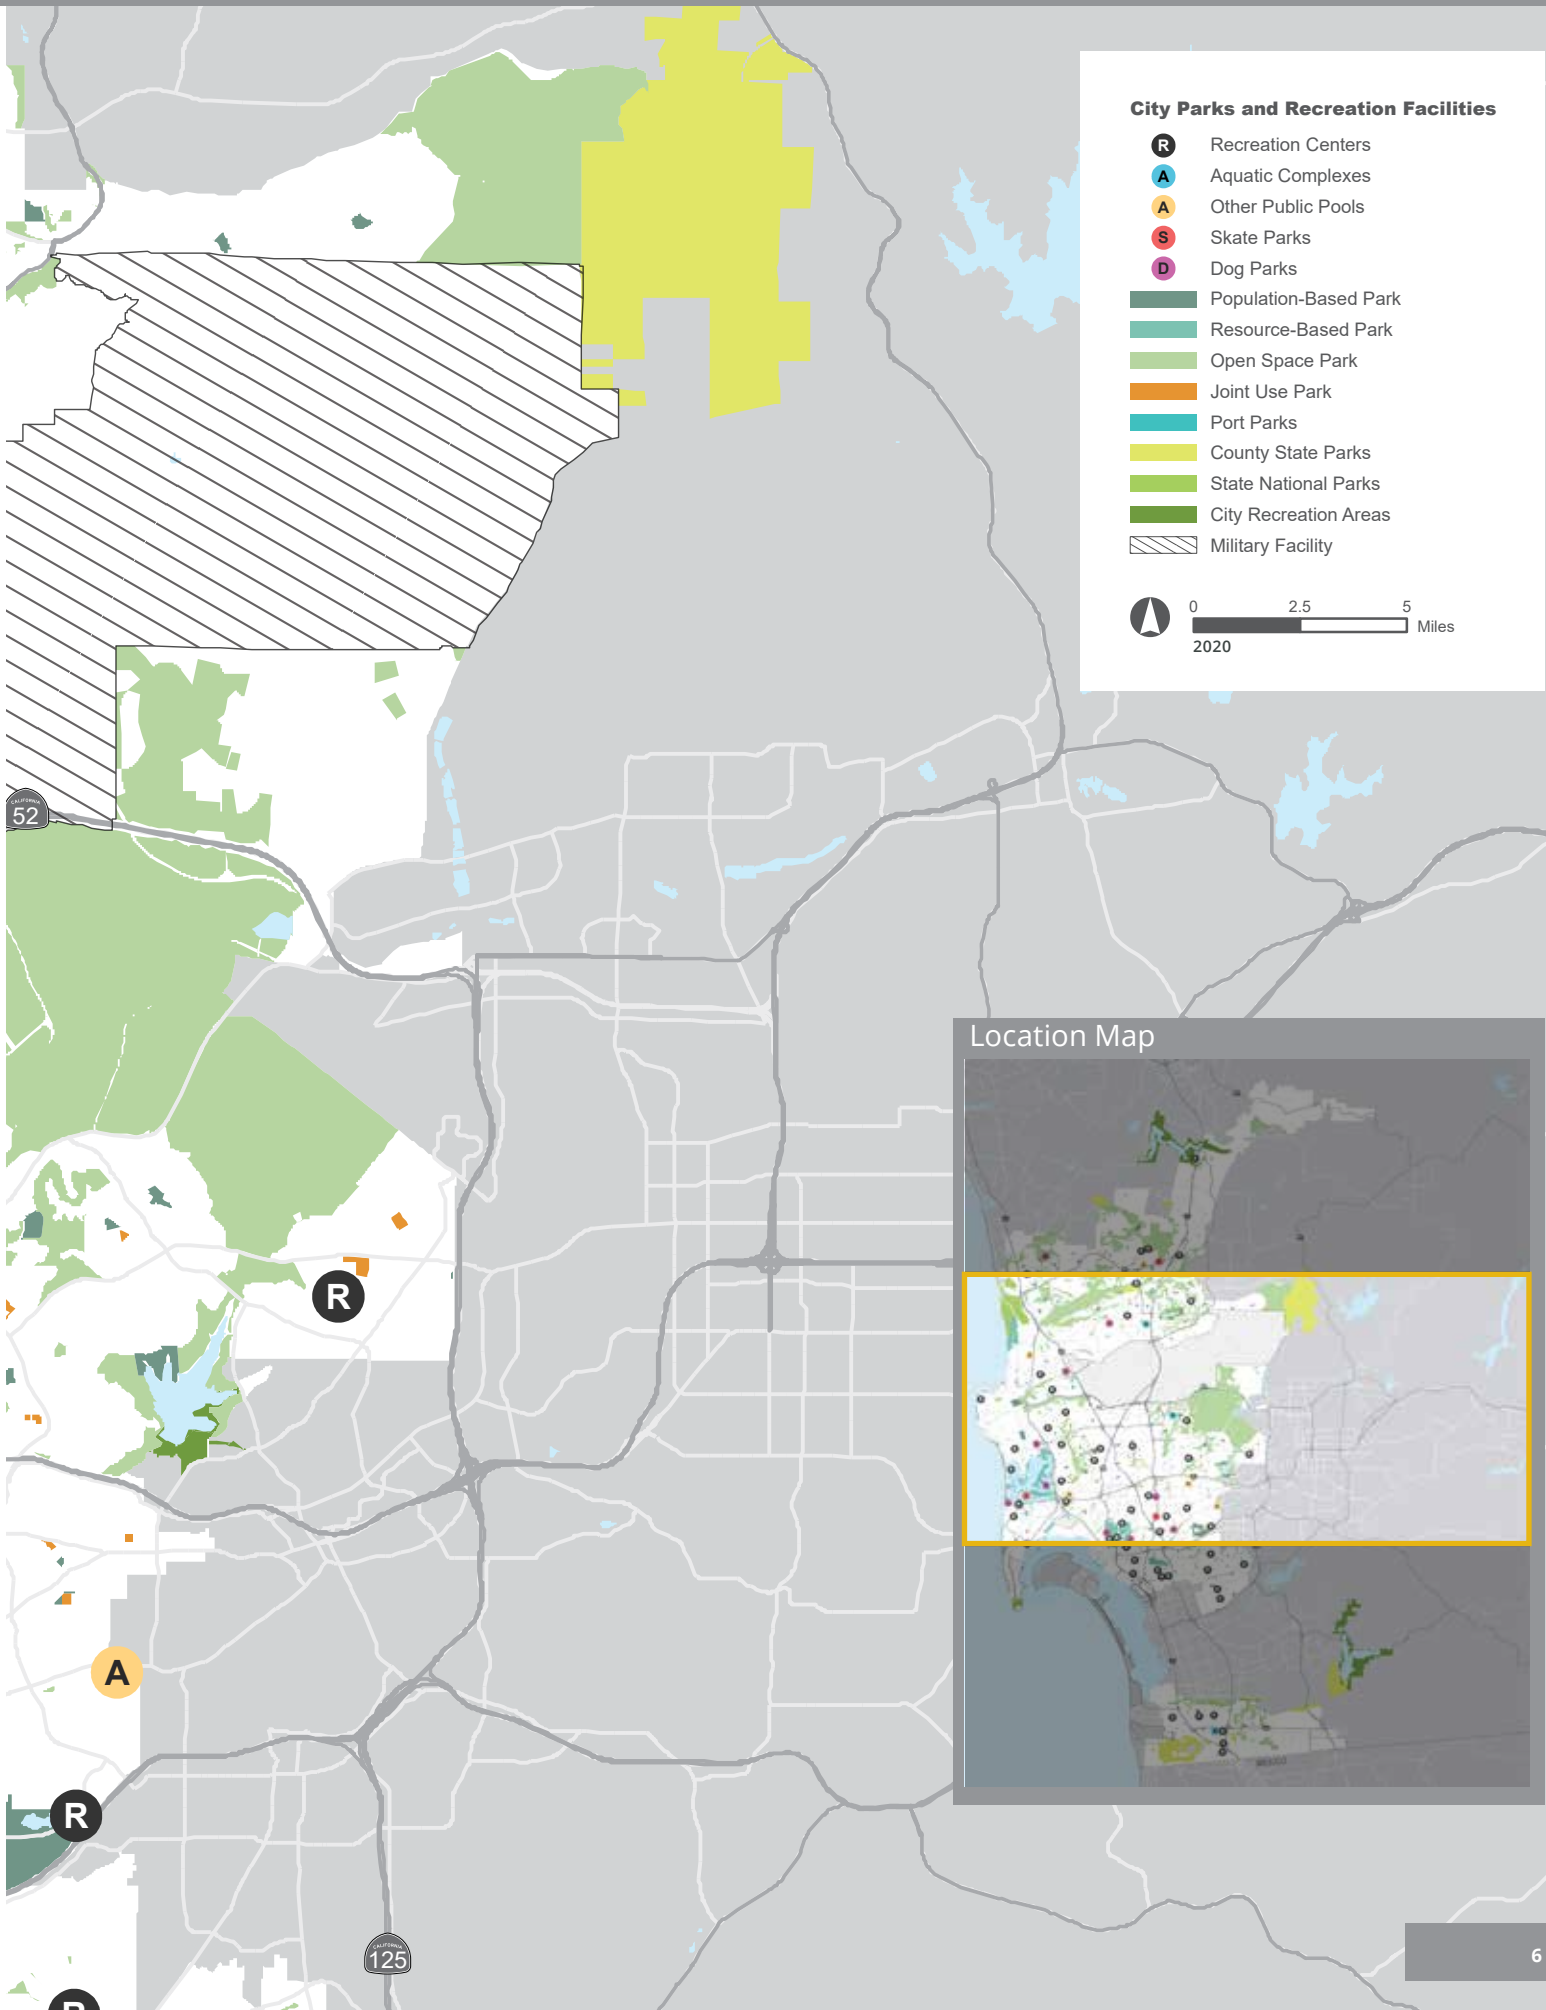 City Parks and Recreation Facilities
R Recreation Centers
A Aquatic Complexes
A Other Public Pools
S Skate Parks
D Dog Parks
Population-Based Park
Resource-Based Park
Open Space Park
Joint Use Park
Port Parks
County State Parks
State National Parks
City Recreation Areas
Military Facility
0 2.5 5
Miles
2020
CALIFORNIA
52
Location Map
R
A
R
CALIFORNIA
125
R
6